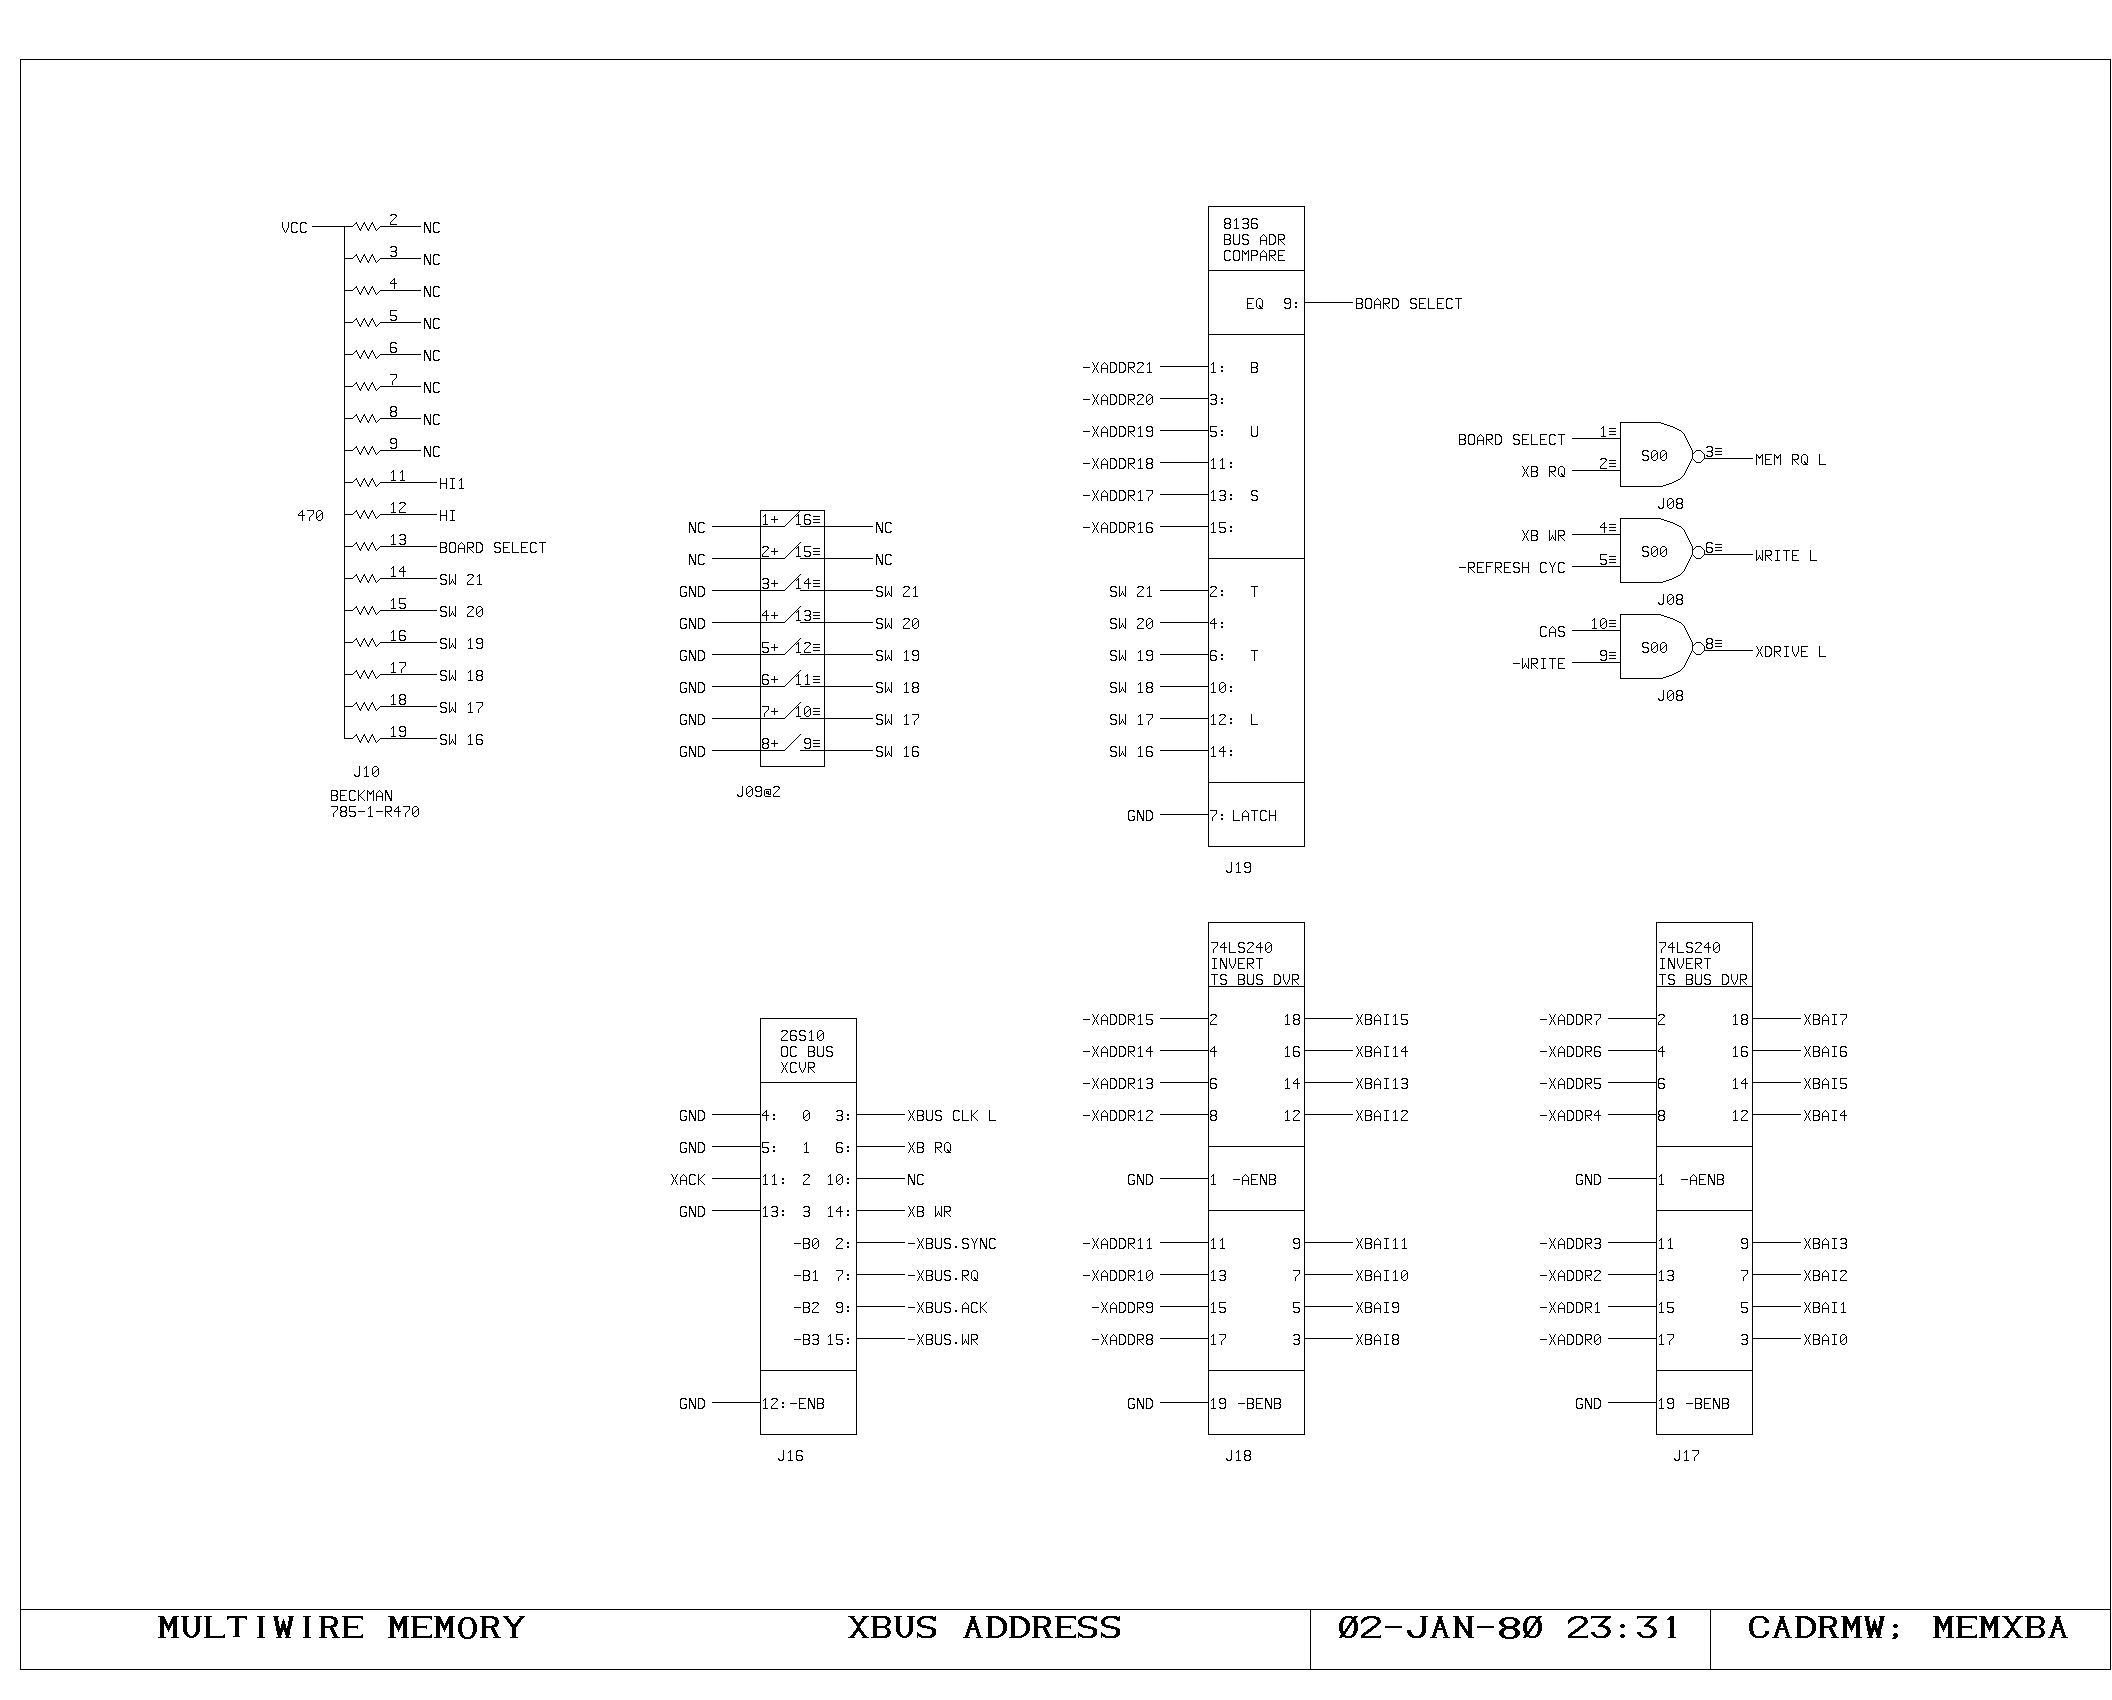 VCC 2 NC
3 NC
4 NC
5 NC
6 NC
7 NC
8 NC
9 NC
11 HI1
470 12 HI
13 BOARD SELECT
14 SW 21
15 SW 20
16 SW 19
17 SW 18
18 SW 17
19 SW 16
J10
BECKMAN
785-1-R470
NC 1+ 16≡ NC
NC 2+ 15≡ NC
GND 3+ 14≡ SW 21
GND 4+ 13≡ SW 20
GND 5+ 12≡ SW 19
GND 6+ 11≡ SW 18
GND 7+ 10≡ SW 17
GND 8+ 9≡ SW 16
J09@2
8136
BUS ADR
COMPARE
EQ 9: BOARD SELECT
-XADDR21 1: B
-XADDR20 3:
-XADDR19 5: U
-XADDR18 11:
-XADDR17 13: S
-XADDR16 15:
SW 21 2: T
SW 20 4:
SW 19 6: T
SW 18 10:
SW 17 12: L
SW 16 14:
GND 7: LATCH
J19
BOARD SELECT 1≡
XB RQ 2≡
S00 3≡ MEM RQ L
J08
XB WR 4≡
-REFRESH CYC 5≡
S00 6≡ WRITE L
J08
CAS 10≡
-WRITE 9≡
S00 8≡ XDRIVE L
J08
26S10
OC BUS
XCVR
GND 4: 0 3: XBUS CLK L
GND 5: 1 6: XB RQ
XACK 11: 2 10: NC
GND 13: 3 14: XB WR
-B0 2: -XBUS.SYNC
-B1 7: -XBUS.RQ
-B2 9: -XBUS.ACK
-B3 15: -XBUS.WR
GND 12:-ENB
J16
74LS240
INVERT
TS BUS DVR
-XADDR15 2 18 XBAI15
-XADDR14 4 16 XBAI14
-XADDR13 6 14 XBAI13
-XADDR12 8 12 XBAI12
GND 1 -AENB
-XADDR11 11 9 XBAI11
-XADDR10 13 7 XBAI10
-XADDR9 15 5 XBAI9
-XADDR8 17 3 XBAI8
GND 19 -BENB
J18
74LS240
INVERT
TS BUS DVR
-XADDR7 2 18 XBAI7
-XADDR6 4 16 XBAI6
-XADDR5 6 14 XBAI5
-XADDR4 8 12 XBAI4
GND 1 -AENB
-XADDR3 11 9 XBAI3
-XADDR2 13 7 XBAI2
-XADDR1 15 5 XBAI1
-XADDR0 17 3 XBAI0
GND 19 -BENB
J17
MULTIWIRE MEMORY XBUS ADDRESS 02-JAN-80 23:31 CADRMW; MEMXBA